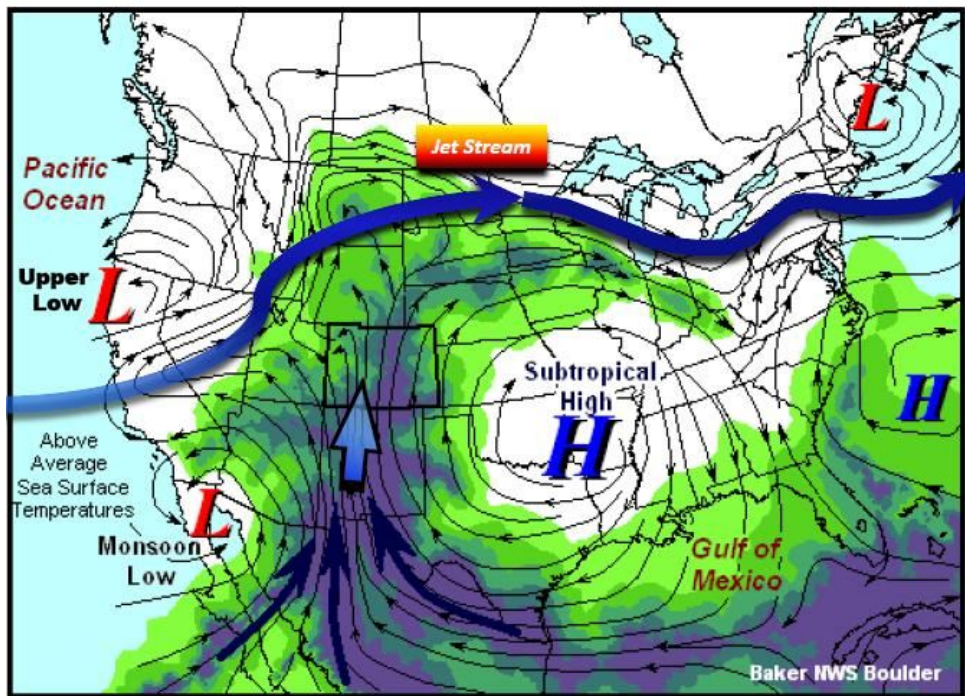 Jet Stream
L
Pacific
Ocean
Upper
Low
L
Subtropical
High
H
H
Above
Average
Sea Surface
Temperatures
L
Monsoon
Low
Gulf of
Mexico
Baker NWS Boulder